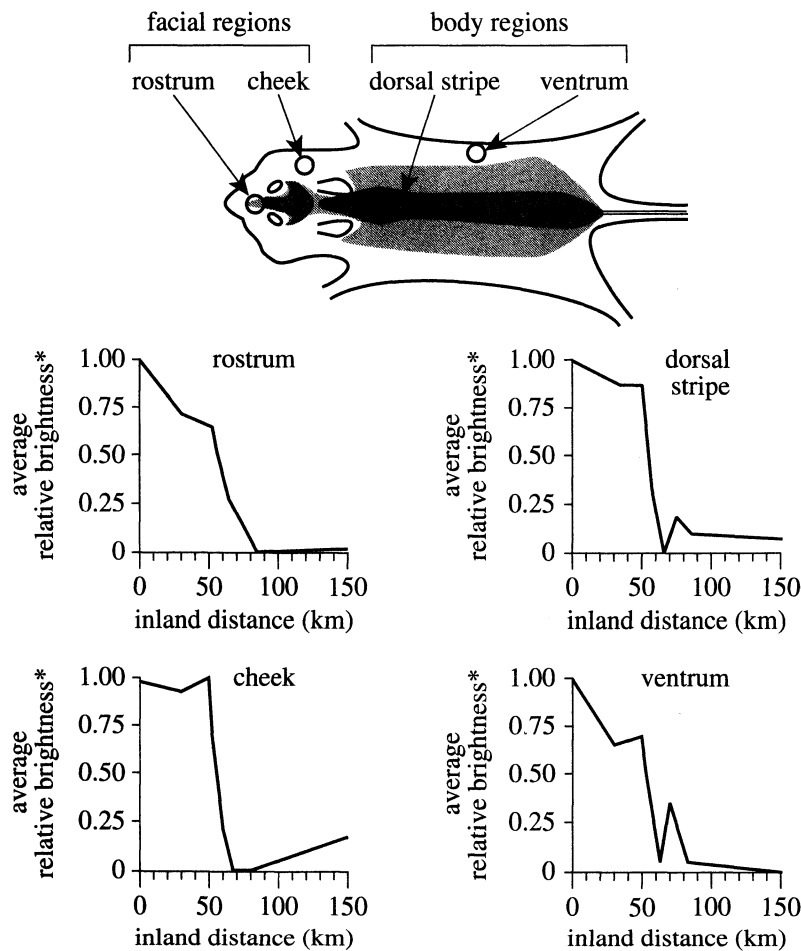 facial regions
body regions
rostrum
cheek
dorsal stripe
ventrum
1.00
0.75
0.50
0.25
0
average
relative brightness*
rostrum
0 50 100 150
inland distance (km)
1.00
0.75
0.50
0.25
0
average
relative brightness*
dorsal
stripe
0 50 100 150
inland distance (km)
1.00
0.75
0.50
0.25
0
average
relative brightness*
cheek
0 50 100 150
inland distance (km)
1.00
0.75
0.50
0.25
0
average
relative brightness*
ventrum
0 50 100 150
inland distance (km)